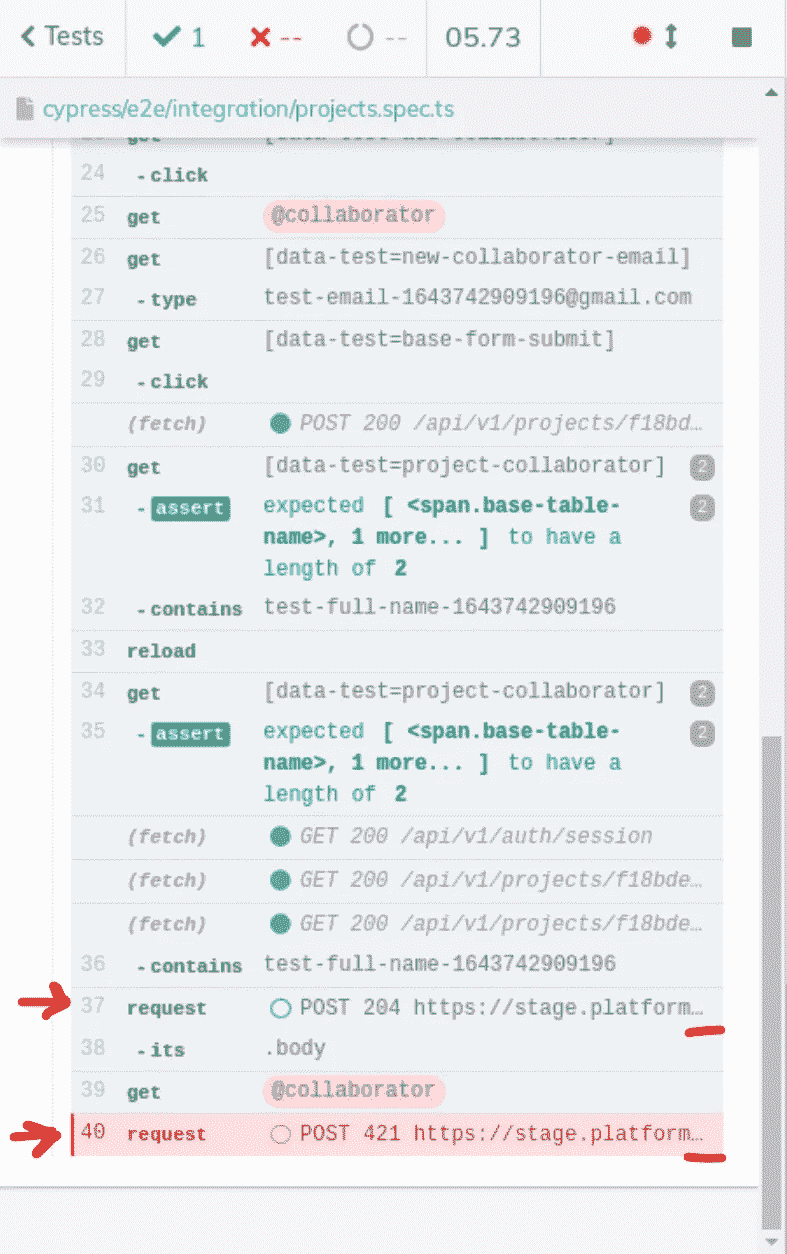 Tests 1 -- -- 05.73
cypress/e2e/integration/projects.spec.ts
24 -click
25 get @collaborator
26 get [data-test=new-collaborator-email]
27 -type test-email-1643742909196@gmail.com
28 get [data-test=base-form-submit]
29 -click
(fetch) POST 200 /api/v1/projects/f18bd…
30 get [data-test=project-collaborator] 2
31 -assert expected [ <span.base-table- 2
name>, 1 more... ] to have a
length of 2
32 -contains test-full-name-1643742909196
33 reload
34 get [data-test=project-collaborator] 2
35 -assert expected [ <span.base-table- 2
name>, 1 more... ] to have a
length of 2
(fetch) GET 200 /api/v1/auth/session
(fetch) GET 200 /api/v1/projects/f18bde…
(fetch) GET 200 /api/v1/projects/f18bde…
36 -contains test-full-name-1643742909196
37 request POST 204 https://stage.platform…
38 -its .body
39 get @collaborator
40 request POST 421 https://stage.platform…